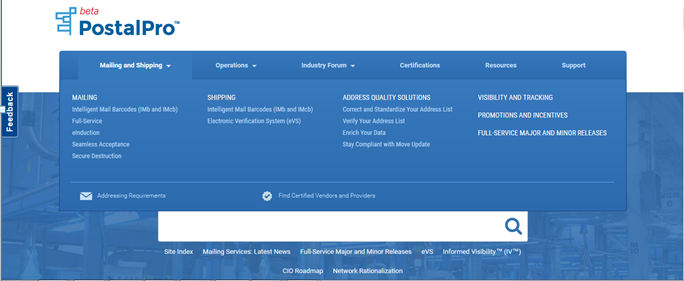 beta
PostalPro™
Mailing and Shipping Operations Industry Forum Certifications Resources Support
Feedback
MAILING
Intelligent Mail Barcodes (IMb and IMcb)
Full-Service
eInduction
Seamless Acceptance
Secure Destruction
SHIPPING
Intelligent Mail Barcodes (IMb and IMcb)
Electronic Verification System (eVS)
ADDRESS QUALITY SOLUTIONS
Correct and Standardize Your Address List
Verify Your Address List
Enrich Your Data
Stay Compliant with Move Update
VISIBILITY AND TRACKING
PROMOTIONS AND INCENTIVES
FULL-SERVICE MAJOR AND MINOR RELEASES
Addressing Requirements Find Certified Vendors and Providers
Site Index Mailing Services: Latest News Full-Service Major and Minor Releases eVS Informed Visibility™ (IV™)
CIO Roadmap Network Rationalization